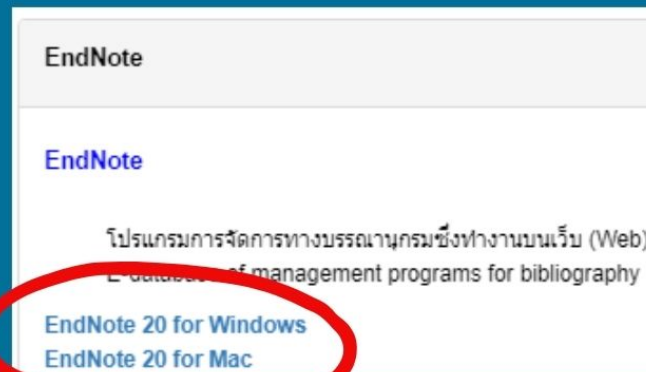 EndNote
EndNote
โปรแกรมการจัดการทางบรรณานุกรมซึ่งทำงานบนเว็บ (Web)
E-database of management programs for bibliography
EndNote 20 for Windows
EndNote 20 for Mac